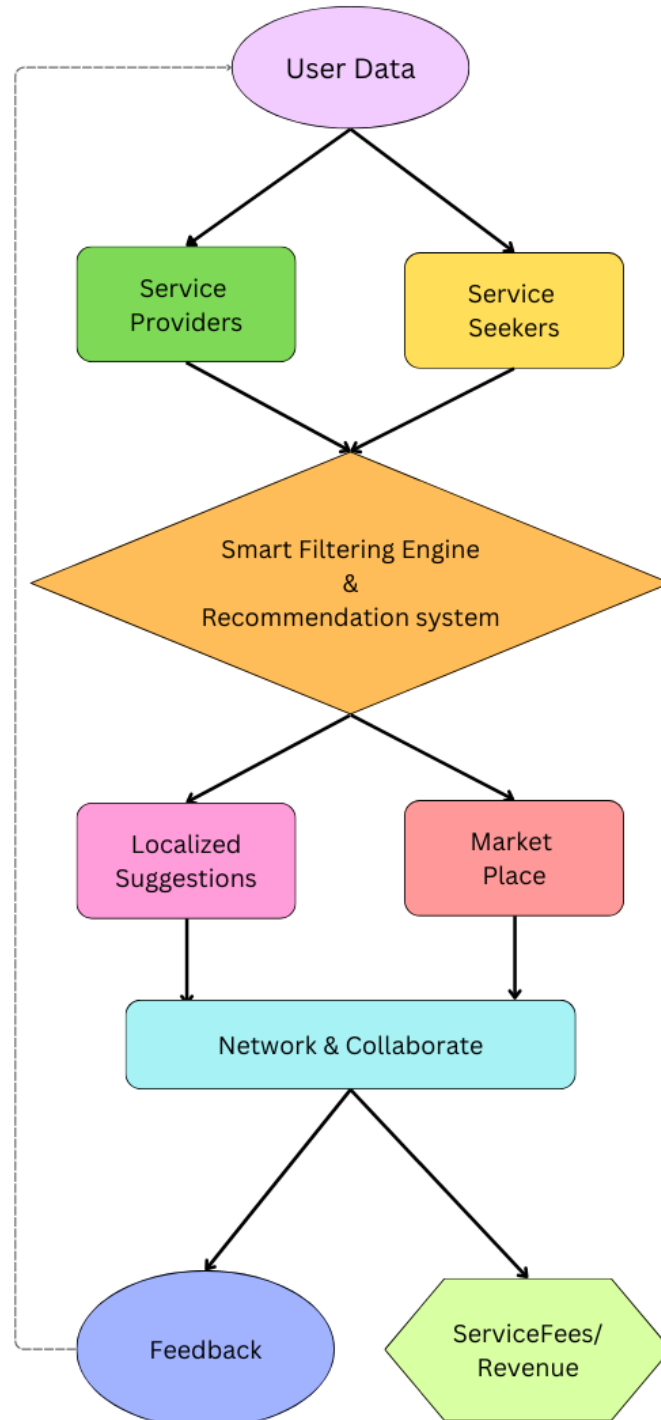 User Data
Service
Providers
Service
Seekers
Smart Filtering Engine
&
Recommendation system
Localized
Suggestions
Market
Place
Network & Collaborate
Feedback
ServiceFees/
Revenue